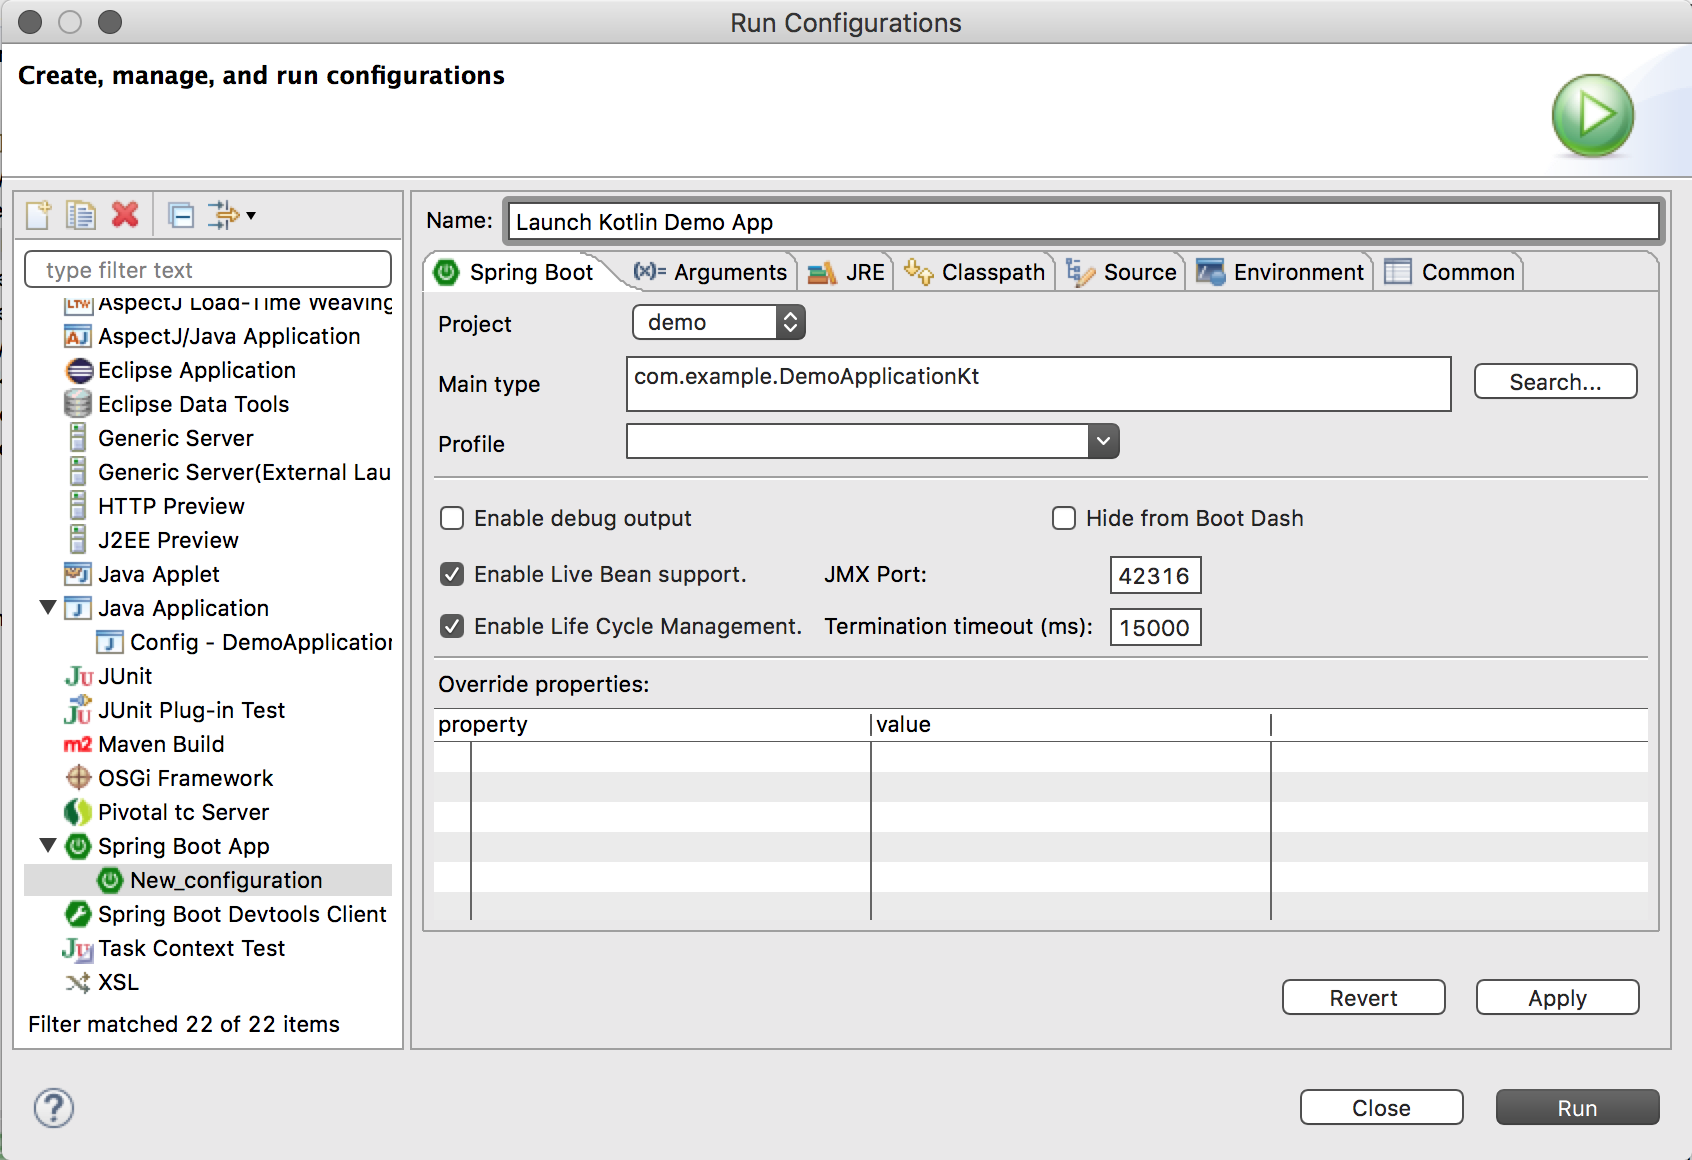 Run Configurations
Create, manage, and run configurations
type filter text
AspectJ Load-Time Weaving
AspectJ/Java Application
Eclipse Application
Eclipse Data Tools
Generic Server
Generic Server(External Lau
HTTP Preview
J2EE Preview
Java Applet
Java Application
Config - DemoApplication
JUnit
JUnit Plug-in Test
Maven Build
OSGi Framework
Pivotal tc Server
Spring Boot App
New_configuration
Spring Boot Devtools Client
Task Context Test
XSL
Filter matched 22 of 22 items
Name: Launch Kotlin Demo App
Spring Boot (x)= Arguments JRE Classpath Source Environment Common
Project demo
Main type com.example.DemoApplicationKt Search...
Profile
Enable debug output Hide from Boot Dash
Enable Live Bean support. JMX Port: 42316
Enable Life Cycle Management. Termination timeout (ms): 15000
Override properties:
property value
Revert Apply
? Close Run